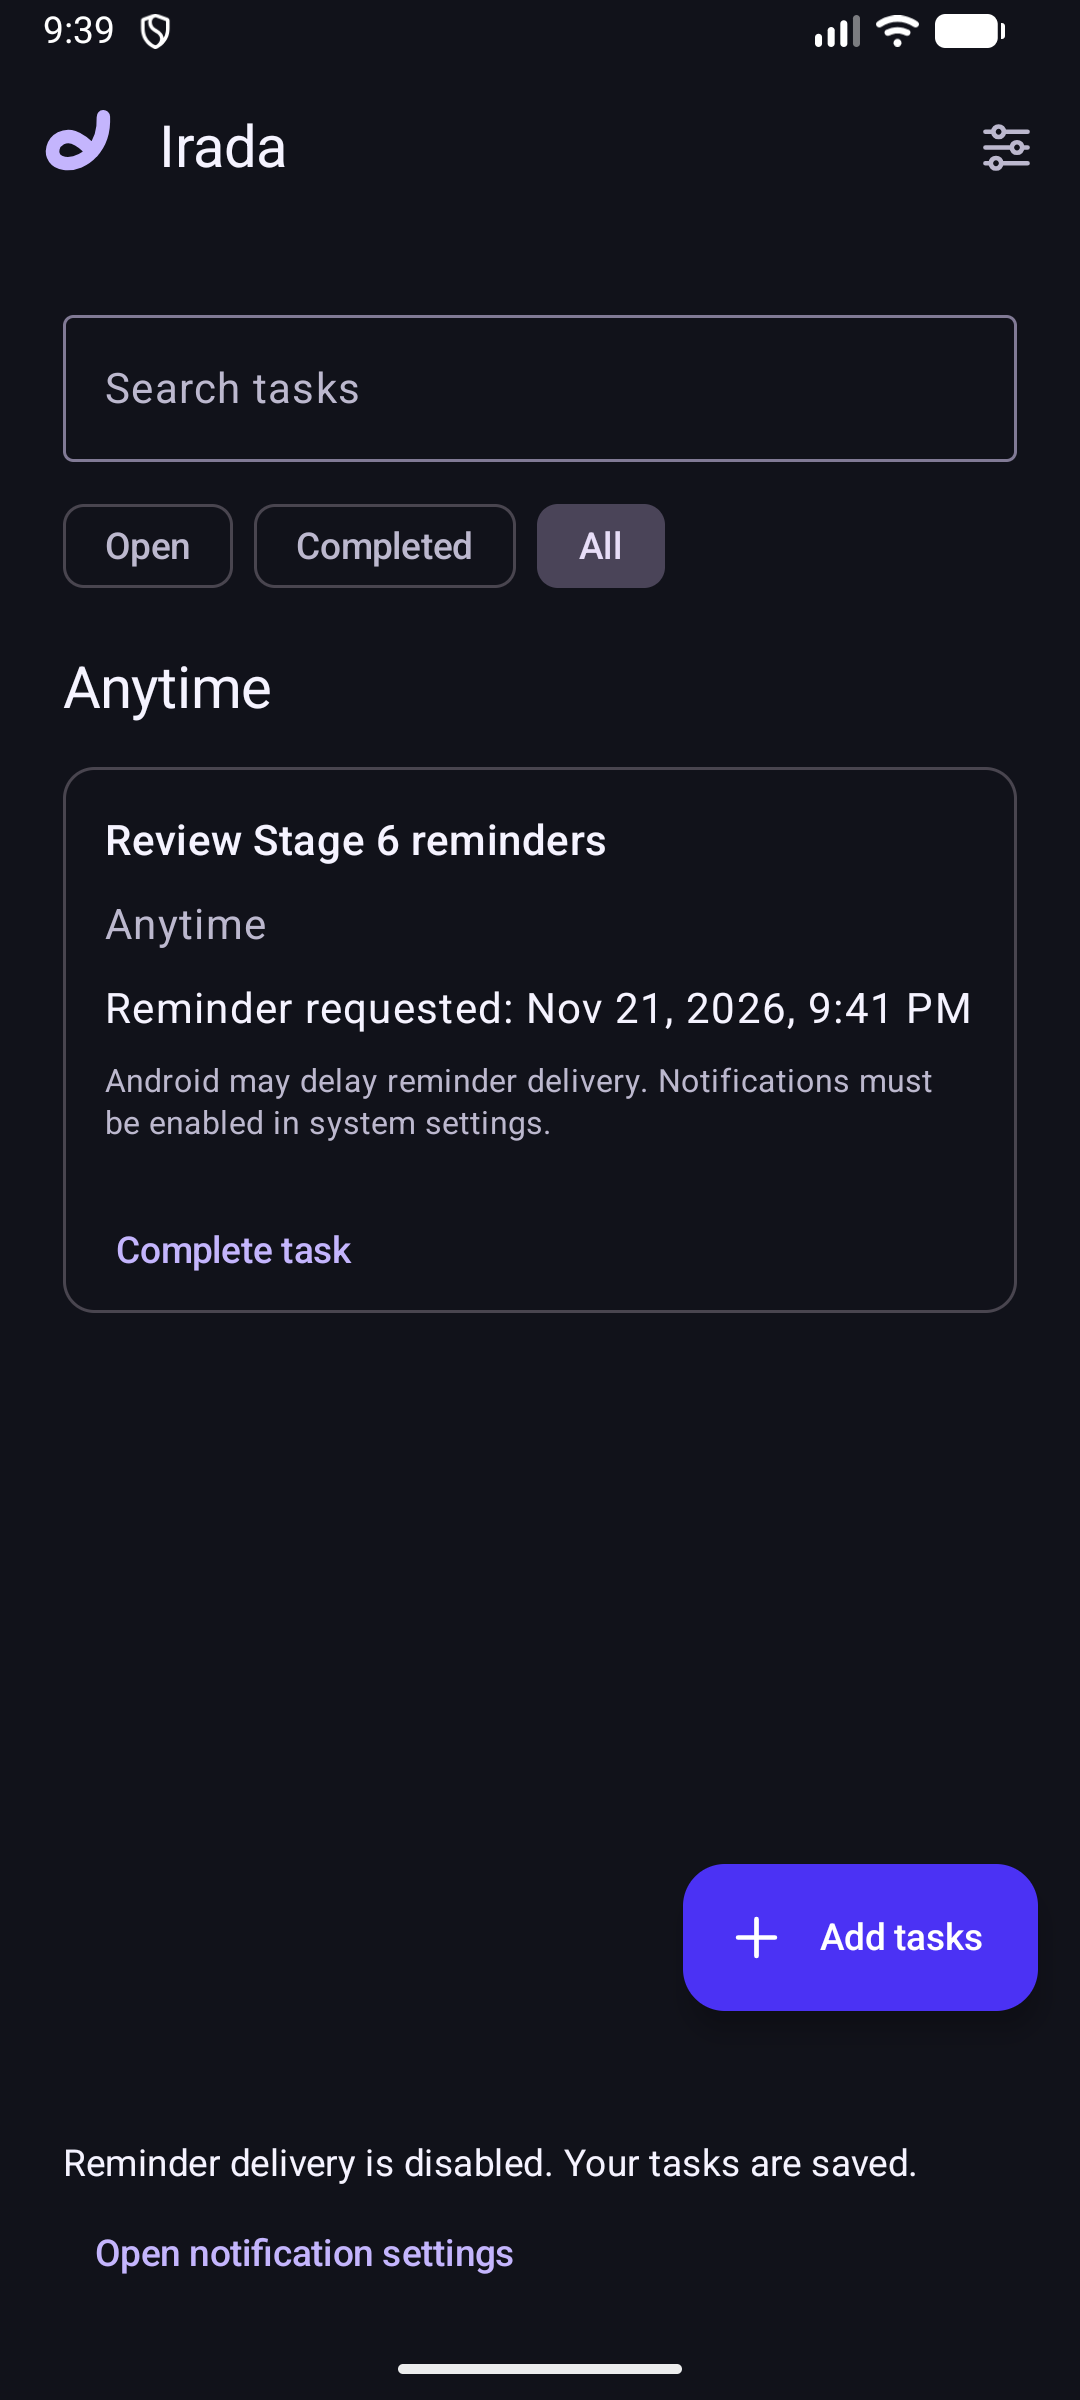 9:39
Irada
Search tasks
Open Completed All
Anytime
Review Stage 6 reminders
Anytime
Reminder requested: Nov 21, 2026, 9:41 PM
Android may delay reminder delivery. Notifications must
be enabled in system settings.
Complete task
Add tasks
Reminder delivery is disabled. Your tasks are saved.
Open notification settings